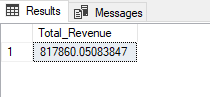 Results Messages
Total_Revenue
1 817860.05083847